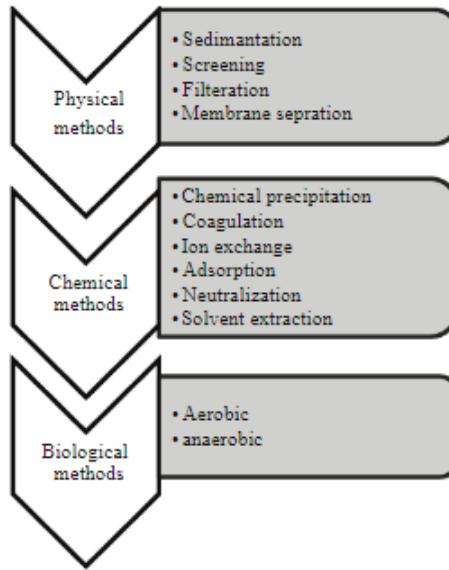 Physical
methods
• Sedimantation
• Screening
• Filteration
• Membrane sepration
Chemical
methods
• Chemical precipitation
• Coagulation
• Ion exchange
• Adsorption
• Neutralization
• Solvent extraction
Biological
methods
• Aerobic
• anaerobic